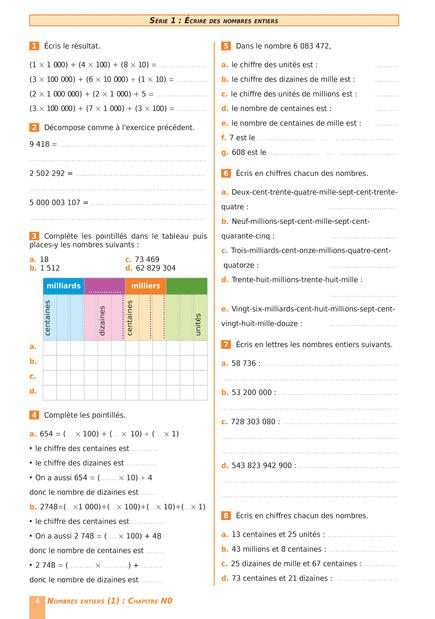 SÉRIE 1 : ÉCRIRE DES NOMBRES ENTIERS
1 Écris le résultat.
(1 × 1 000) + (4 × 100) + (8 × 10) = ....................
(3 × 100 000) + (6 × 10 000) + (1 × 10) = .............
(2 × 1 000 000) + (2 × 1 000) + 5 = ....................
(3 × 100 000) + (7 × 1 000) + (3 × 100) = .............
2 Décompose comme à l'exercice précédent.
9 418 = ............................................................
2 502 292 = ......................................................
5 000 003 107 = ................................................
3 Complète les pointillés dans le tableau puis
places-y les nombres suivants :
a. 18
c. 73 469
b. 1 512
d. 62 829 304
milliards ............ milliers
centaines dizaines centaines unités
a.
b.
c.
d.
4 Complète les pointillés.
a. 654 = (... × 100) + (... × 10) + (... × 1)
• le chiffre des centaines est ..........
• le chiffre des dizaines est ............
• On a aussi 654 = (....... × 10) + 4
donc le nombre de dizaines est .......
b. 2748=(...×1 000)+(... × 100)+(... × 10)+(... × 1)
• le chiffre des centaines est .............
• On a aussi 2 748 = (..... × 100) + 48
donc le nombre de centaines est ........
• 2 748 = (........... × ...........) + .........
donc le nombre de dizaines est ..........
4 NOMBRES ENTIERS (1) : CHAPITRE N0
5 Dans le nombre 6 083 472,
a. le chiffre des unités est : ..........
b. le chiffre des dizaines de mille est : ..........
c. le chiffre des unités de millions est : ..........
d. le nombre de centaines est : ..........
e. le nombre de centaines de mille est : ..........
f. 7 est le ........................ ... ........................
g. 608 est le ..................... ... ........................
6 Écris en chiffres chacun des nombres.
a. Deux-cent-trente-quatre-mille-sept-cent-trente-
quatre : ............................
b. Neuf-millions-sept-cent-mille-sept-cent-
quarante-cinq : ............................
c. Trois-milliards-cent-onze-millions-quatre-cent-
quatorze : ............................
d. Trente-huit-millions-trente-huit-mille :
............................
e. Vingt-six-milliards-cent-huit-millions-sept-cent-
vingt-huit-mille-douze : ............................
7 Écris en lettres les nombres entiers suivants.
a. 58 736 : ......................................................
b. 53 200 000 : ................................................
c. 728 303 080 : ..............................................
d. 543 823 942 900 : ........................................
8 Écris en chiffres chacun des nombres.
a. 13 centaines et 25 unités : ............................
b. 43 millions et 8 centaines : ...........................
c. 25 dizaines de mille et 67 centaines : .............
d. 73 centaines et 21 dizaines : .........................